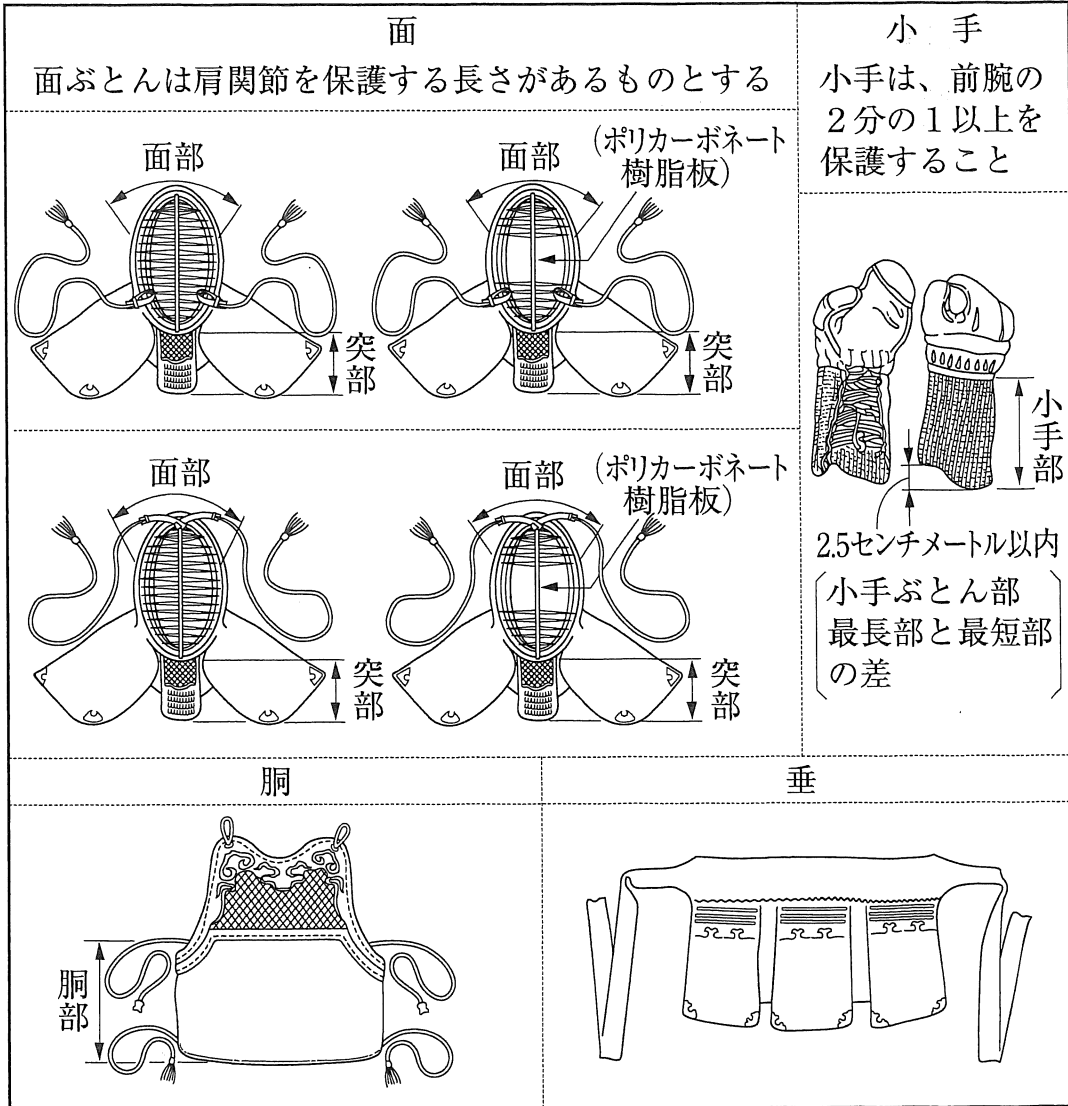 面
面ぶとんは肩関節を保護する長さがあるものとする
面部
突部
面部
(ポリカーボネート
樹脂板)
突部
面部
突部
面部
(ポリカーボネート
樹脂板)
突部
小手
小手は、前腕の
2分の1以上を
保護すること
小手部
2.5センチメートル以内
小手ぶとん部
最長部と最短部
の差
胴
胴部
垂